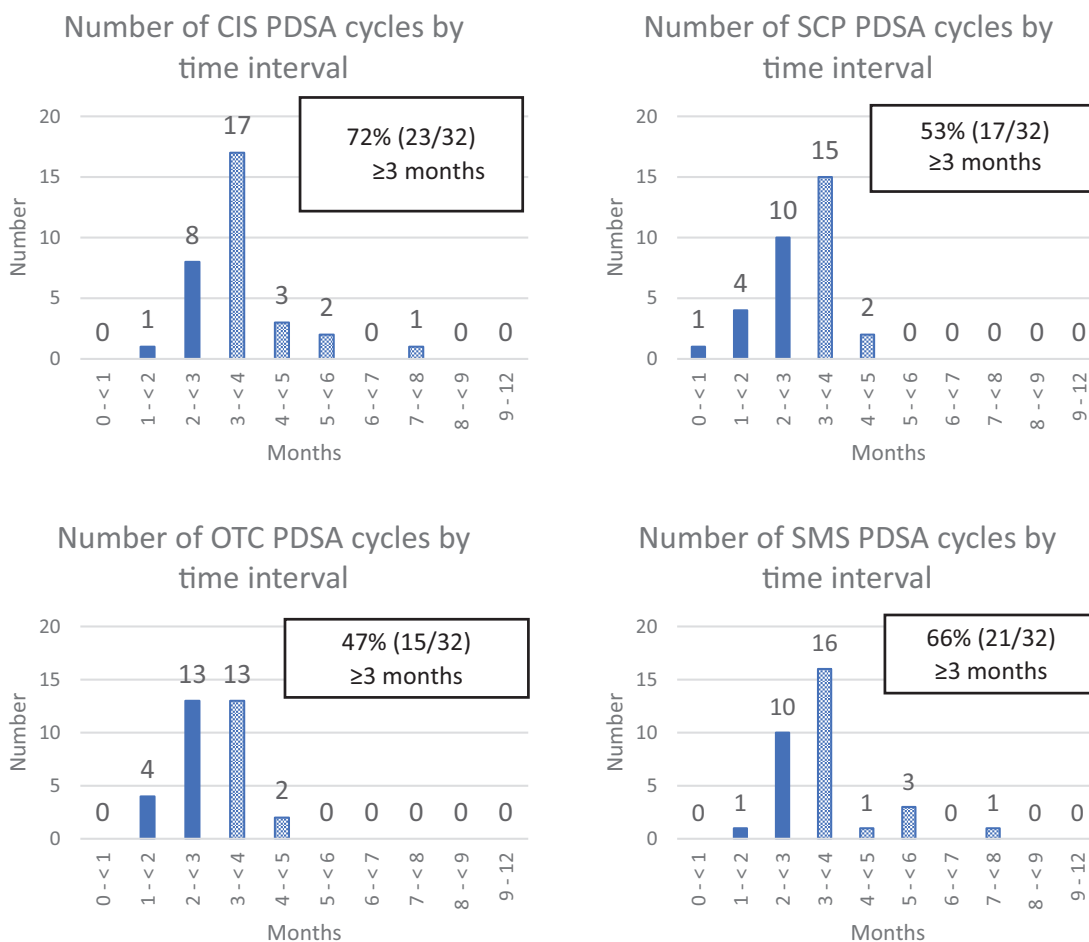 Number of CIS PDSA cycles by
time interval
72% (23/32)
≥3 months
20
15
10
5
0
Number
0
1
8
17
3
2
0
1
0
0
0 - < 1
1 - < 2
2 - < 3
3 - < 4
4 - < 5
5 - < 6
6 - < 7
7 - < 8
8 - < 9
9 - 12
Months
Number of SCP PDSA cycles by
time interval
53% (17/32)
≥3 months
20
15
10
5
0
Number
1
4
10
15
2
0
0
0
0
0
0 - < 1
1 - < 2
2 - < 3
3 - < 4
4 - < 5
5 - < 6
6 - < 7
7 - < 8
8 - < 9
9 - 12
Months
Number of OTC PDSA cycles by
time interval
47% (15/32)
≥3 months
20
15
10
5
0
Number
0
4
13
13
2
0
0
0
0
0
0 - < 1
1 - < 2
2 - < 3
3 - < 4
4 - < 5
5 - < 6
6 - < 7
7 - < 8
8 - < 9
9 - 12
Months
Number of SMS PDSA cycles by
time interval
66% (21/32)
≥3 months
20
15
10
5
0
Number
0
1
10
16
1
3
0
1
0
0
0 - < 1
1 - < 2
2 - < 3
3 - < 4
4 - < 5
5 - < 6
6 - < 7
7 - < 8
8 - < 9
9 - 12
Months